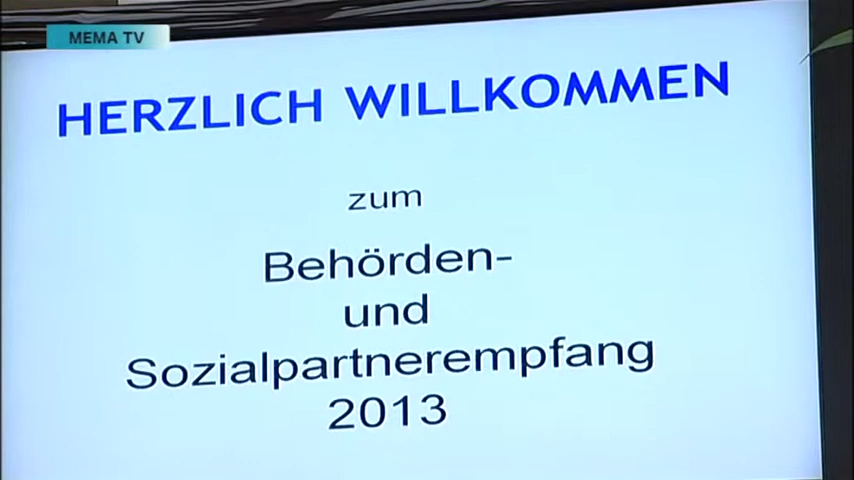 MEMA TV
HERZLICH WILLKOMMEN
zum
Behörden-
und
Sozialpartnerempfang
2013